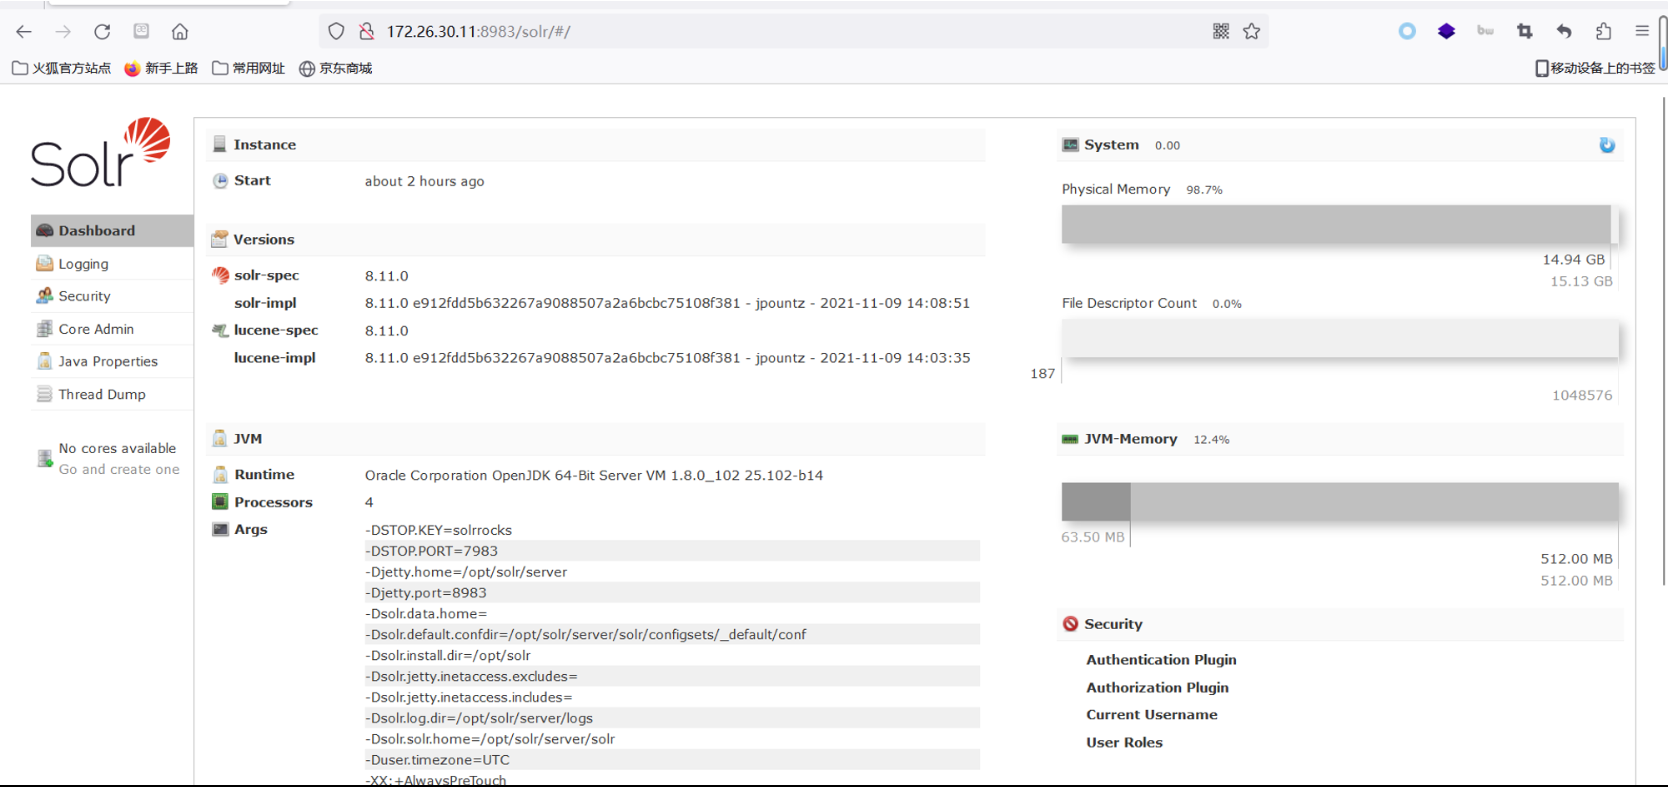 172.26.30.11:8983/solr/#/
火狐官方站点 新手上路 常用网址 京东商城 移动设备上的书签
Solr
Dashboard
Logging
Security
Core Admin
Java Properties
Thread Dump
No cores available
Go and create one
Instance
Start about 2 hours ago
Versions
solr-spec 8.11.0
solr-impl 8.11.0 e912fdd5b632267a9088507a2a6bcbc75108f381 - jpountz - 2021-11-09 14:08:51
lucene-spec 8.11.0
lucene-impl 8.11.0 e912fdd5b632267a9088507a2a6bcbc75108f381 - jpountz - 2021-11-09 14:03:35
JVM
Runtime Oracle Corporation OpenJDK 64-Bit Server VM 1.8.0_102 25.102-b14
Processors 4
Args -DSTOP.KEY=solrrocks
-DSTOP.PORT=7983
-Djetty.home=/opt/solr/server
-Djetty.port=8983
-Dsolr.data.home=
-Dsolr.default.confdir=/opt/solr/server/solr/configsets/_default/conf
-Dsolr.install.dir=/opt/solr
-Dsolr.jetty.inetaccess.excludes=
-Dsolr.jetty.inetaccess.includes=
-Dsolr.log.dir=/opt/solr/server/logs
-Dsolr.solr.home=/opt/solr/server/solr
-Duser.timezone=UTC
-XX:+AlwaysPreTouch
System 0.00
Physical Memory 98.7%
14.94 GB
15.13 GB
File Descriptor Count 0.0%
187
1048576
JVM-Memory 12.4%
63.50 MB
512.00 MB
512.00 MB
Security
Authentication Plugin
Authorization Plugin
Current Username
User Roles